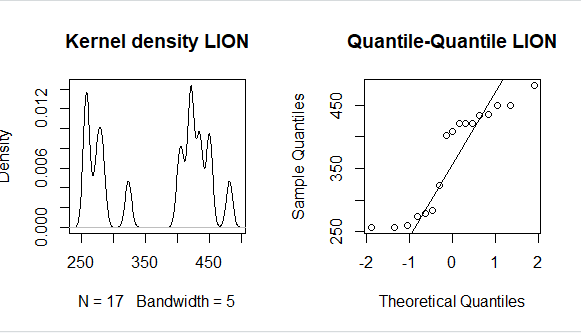 Kernel density LION
Density
0.000 0.006 0.012
250 350 450
N = 17 Bandwidth = 5
Quantile-Quantile LION
Sample Quantiles
250 350 450
-2 -1 0 1 2
Theoretical Quantiles